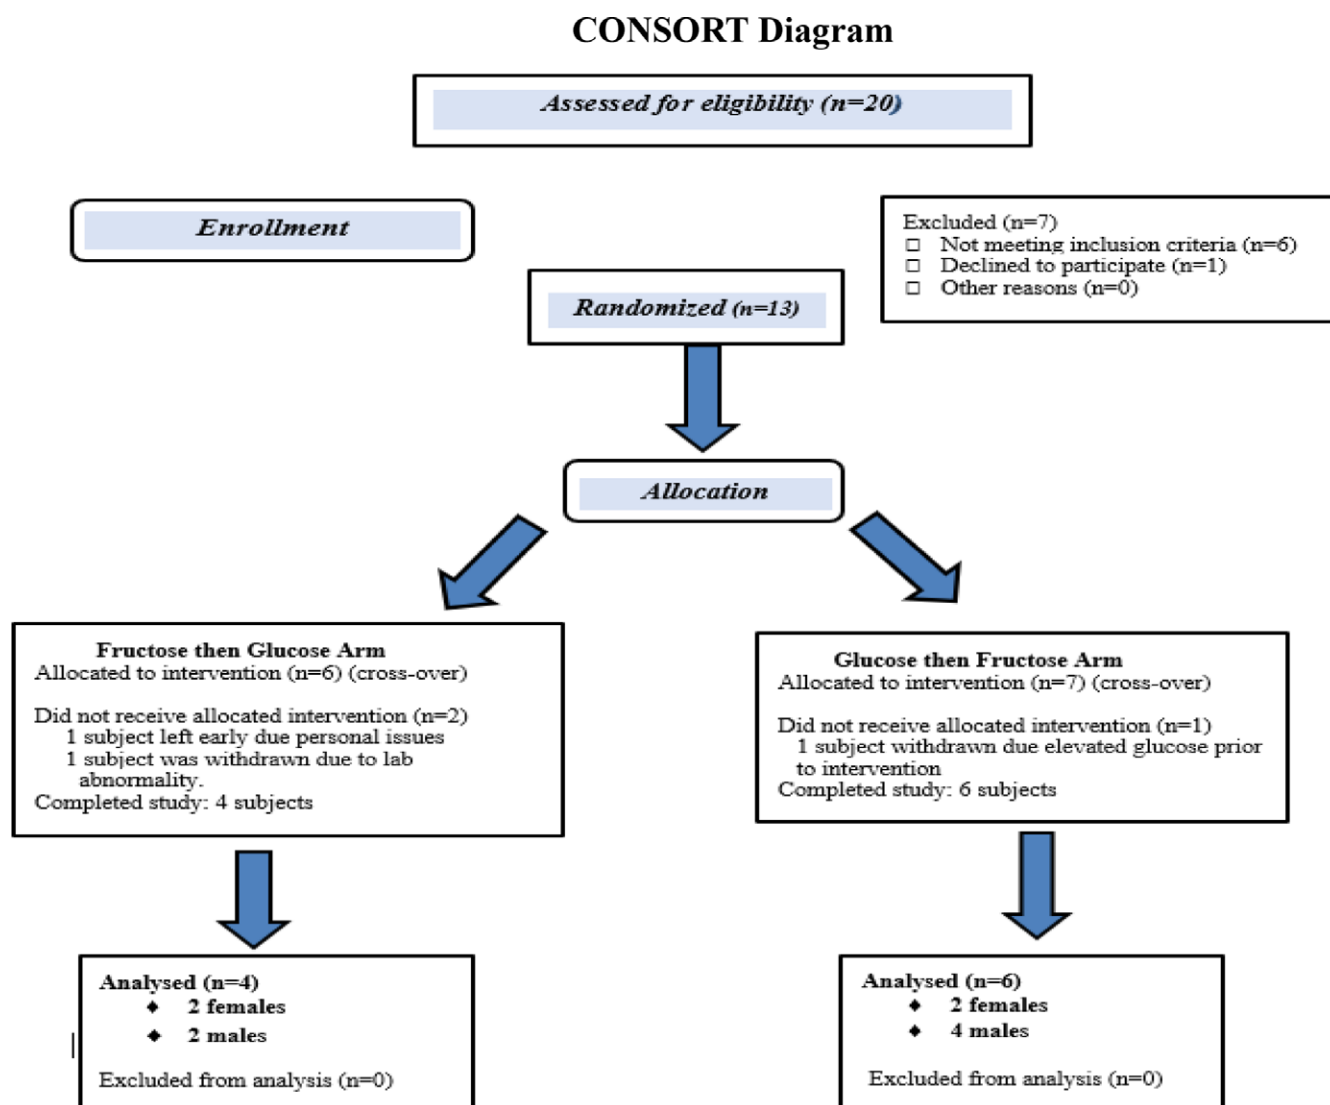 CONSORT Diagram
Assessed for eligibility (n=20)
Enrollment
Excluded (n=7)
□ Not meeting inclusion criteria (n=6)
□ Declined to participate (n=1)
□ Other reasons (n=0)
Randomized (n=13)
Allocation
Fructose then Glucose Arm
Allocated to intervention (n=6) (cross-over)
Did not receive allocated intervention (n=2)
1 subject left early due personal issues
1 subject was withdrawn due to lab
abnormality.
Completed study: 4 subjects
Glucose then Fructose Arm
Allocated to intervention (n=7) (cross-over)
Did not receive allocated intervention (n=1)
1 subject withdrawn due elevated glucose prior
to intervention
Completed study: 6 subjects
Analysed (n=4)
♦ 2 females
♦ 2 males
Excluded from analysis (n=0)
Analysed (n=6)
♦ 2 females
♦ 4 males
Excluded from analysis (n=0)